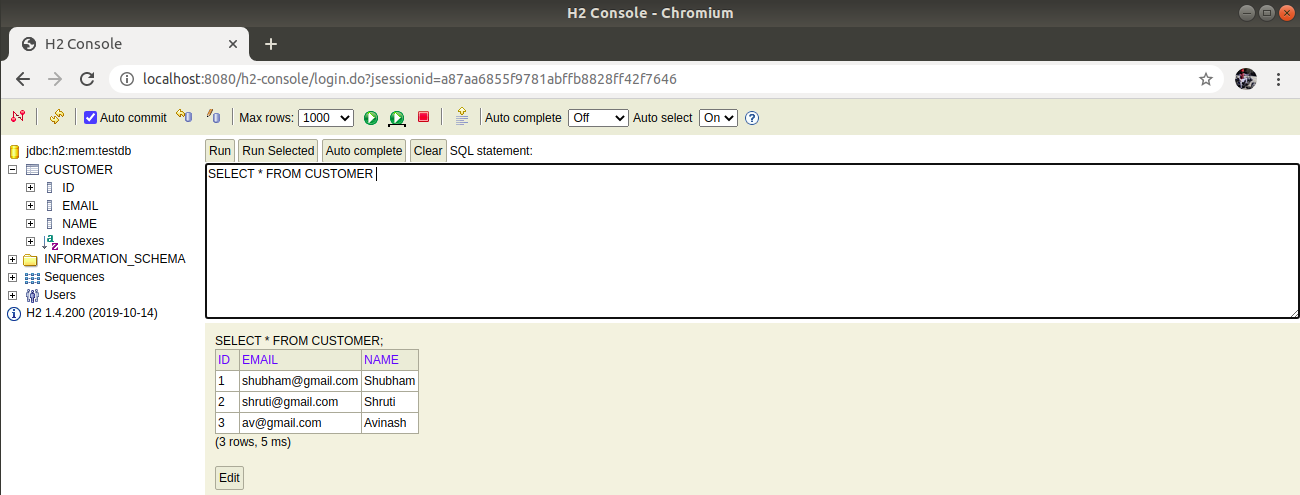 H2 Console - Chromium
H2 Console
localhost:8080/h2-console/login.do?jsessionid=a87aa6855f9781abffb8828ff42f7646
Auto commit Max rows: 1000 Auto complete Off Auto select On ?
jdbc:h2:mem:testdb
CUSTOMER
ID
EMAIL
NAME
Indexes
INFORMATION_SCHEMA
Sequences
Users
H2 1.4.200 (2019-10-14)
Run Run Selected Auto complete Clear SQL statement:
SELECT * FROM CUSTOMER
SELECT * FROM CUSTOMER;
ID EMAIL NAME
1 shubham@gmail.com Shubham
2 shruti@gmail.com Shruti
3 av@gmail.com Avinash
(3 rows, 5 ms)
Edit